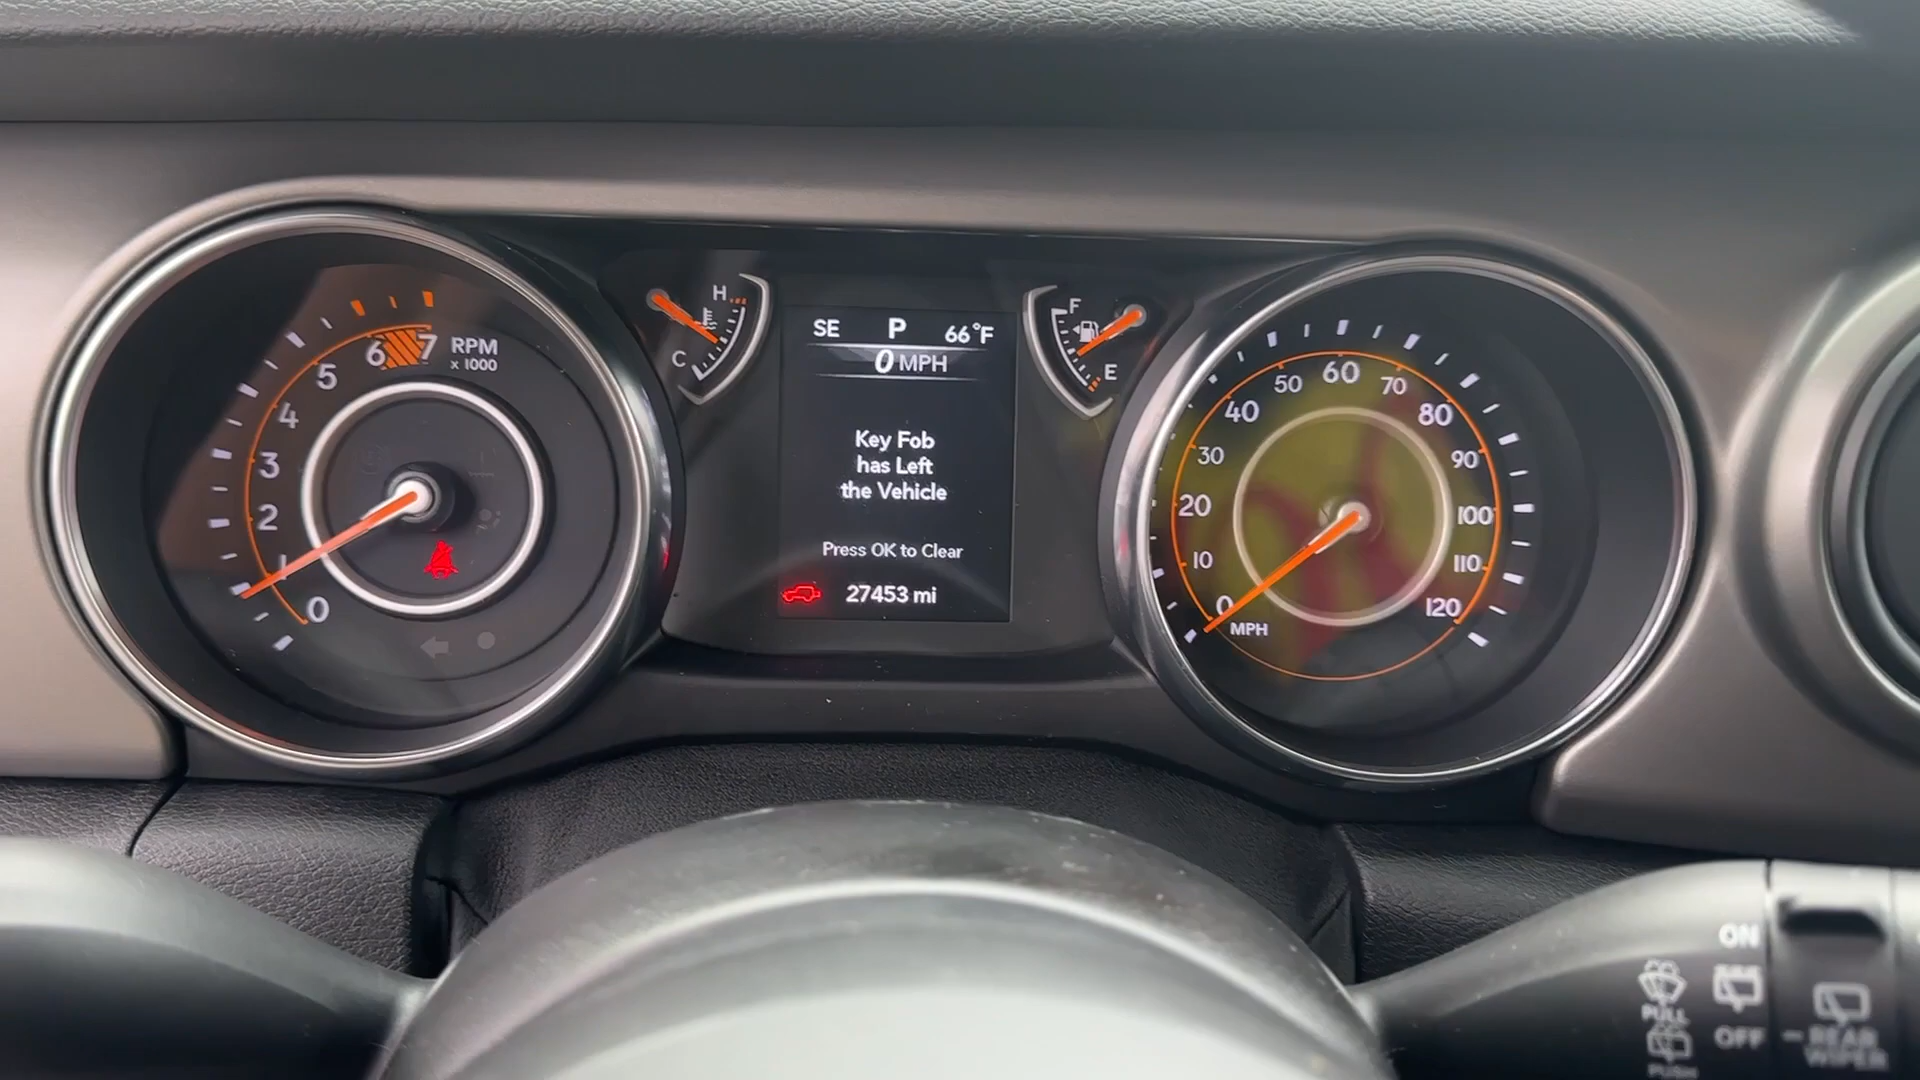 H
C
SE P 66°F
0 MPH
Key Fob
has Left
the Vehicle
Press OK to Clear
27453 mi
F
E
RPM
x 1000
0
1
2
3
4
5
6
7
0
10
20
30
40
50
60
70
80
90
100
110
120
MPH
ON
PULL
OFF
REAR
WIPER
PUSH